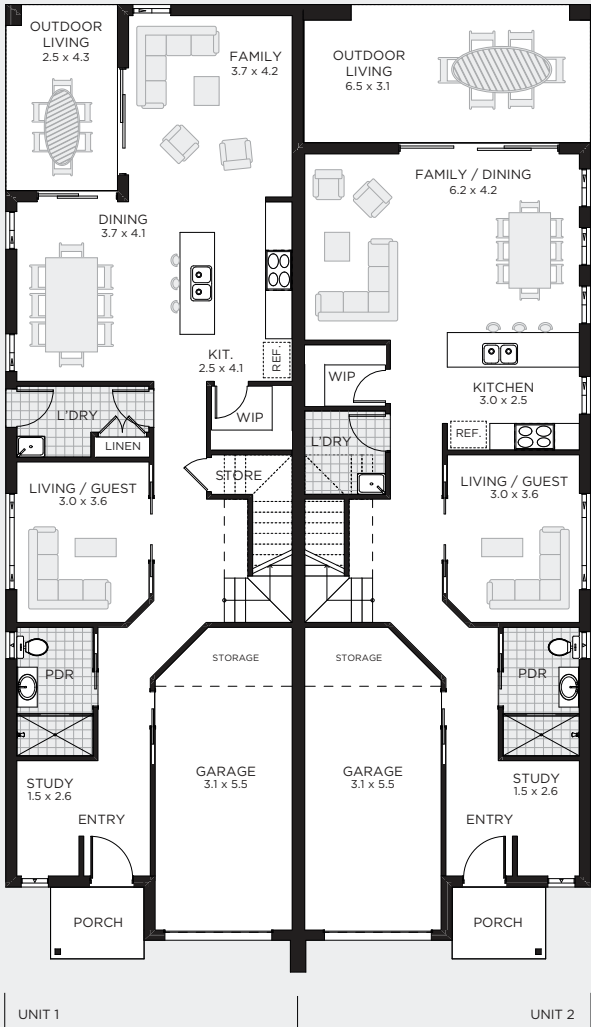 OUTDOOR
LIVING
2.5 x 4.3
FAMILY
3.7 x 4.2
DINING
3.7 x 4.1
KIT.
2.5 x 4.1
REF.
WIP
L'DRY
LINEN
STORE
LIVING / GUEST
3.0 x 3.6
PDR
STORAGE
GARAGE
3.1 x 5.5
STUDY
1.5 x 2.6
ENTRY
PORCH
UNIT 1
OUTDOOR
LIVING
6.5 x 3.1
FAMILY / DINING
6.2 x 4.2
WIP
KITCHEN
3.0 x 2.5
REF.
L'DRY
LIVING / GUEST
3.0 x 3.6
PDR
STORAGE
GARAGE
3.1 x 5.5
STUDY
1.5 x 2.6
ENTRY
PORCH
UNIT 2